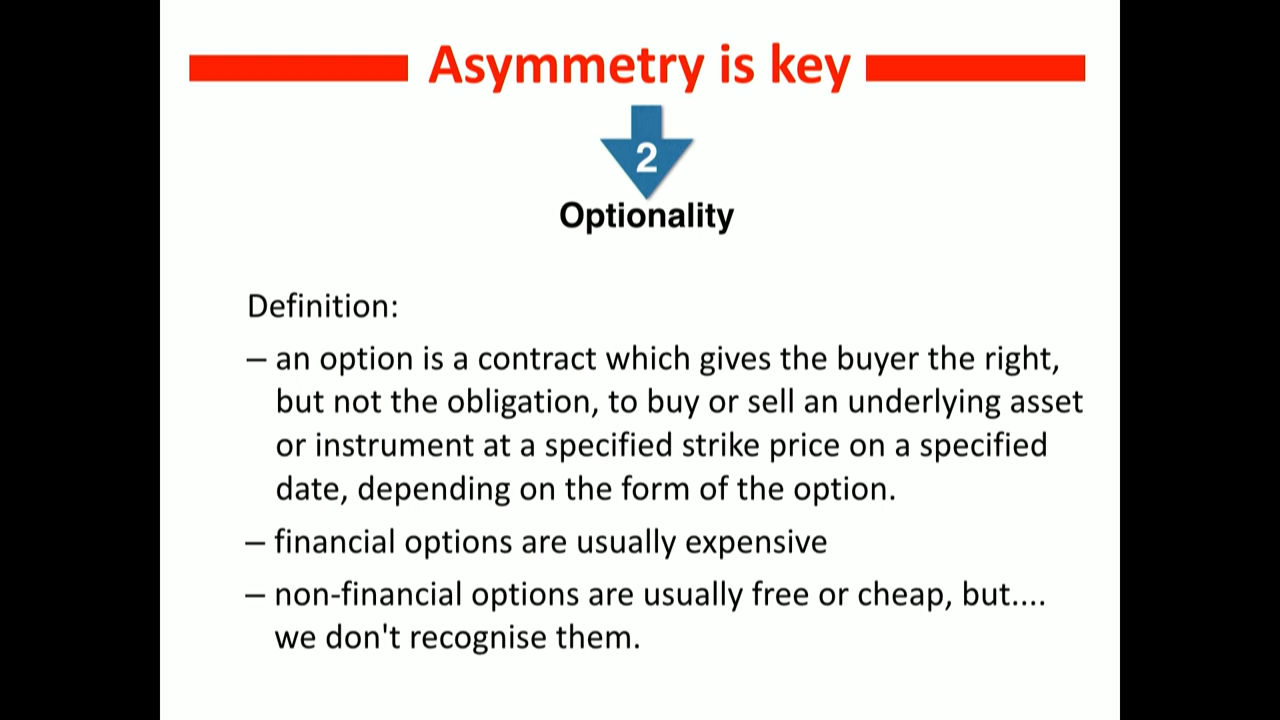 Asymmetry is key
2
Optionality
Definition:
– an option is a contract which gives the buyer the right,
but not the obligation, to buy or sell an underlying asset
or instrument at a specified strike price on a specified
date, depending on the form of the option.
– financial options are usually expensive
– non-financial options are usually free or cheap, but....
we don't recognise them.